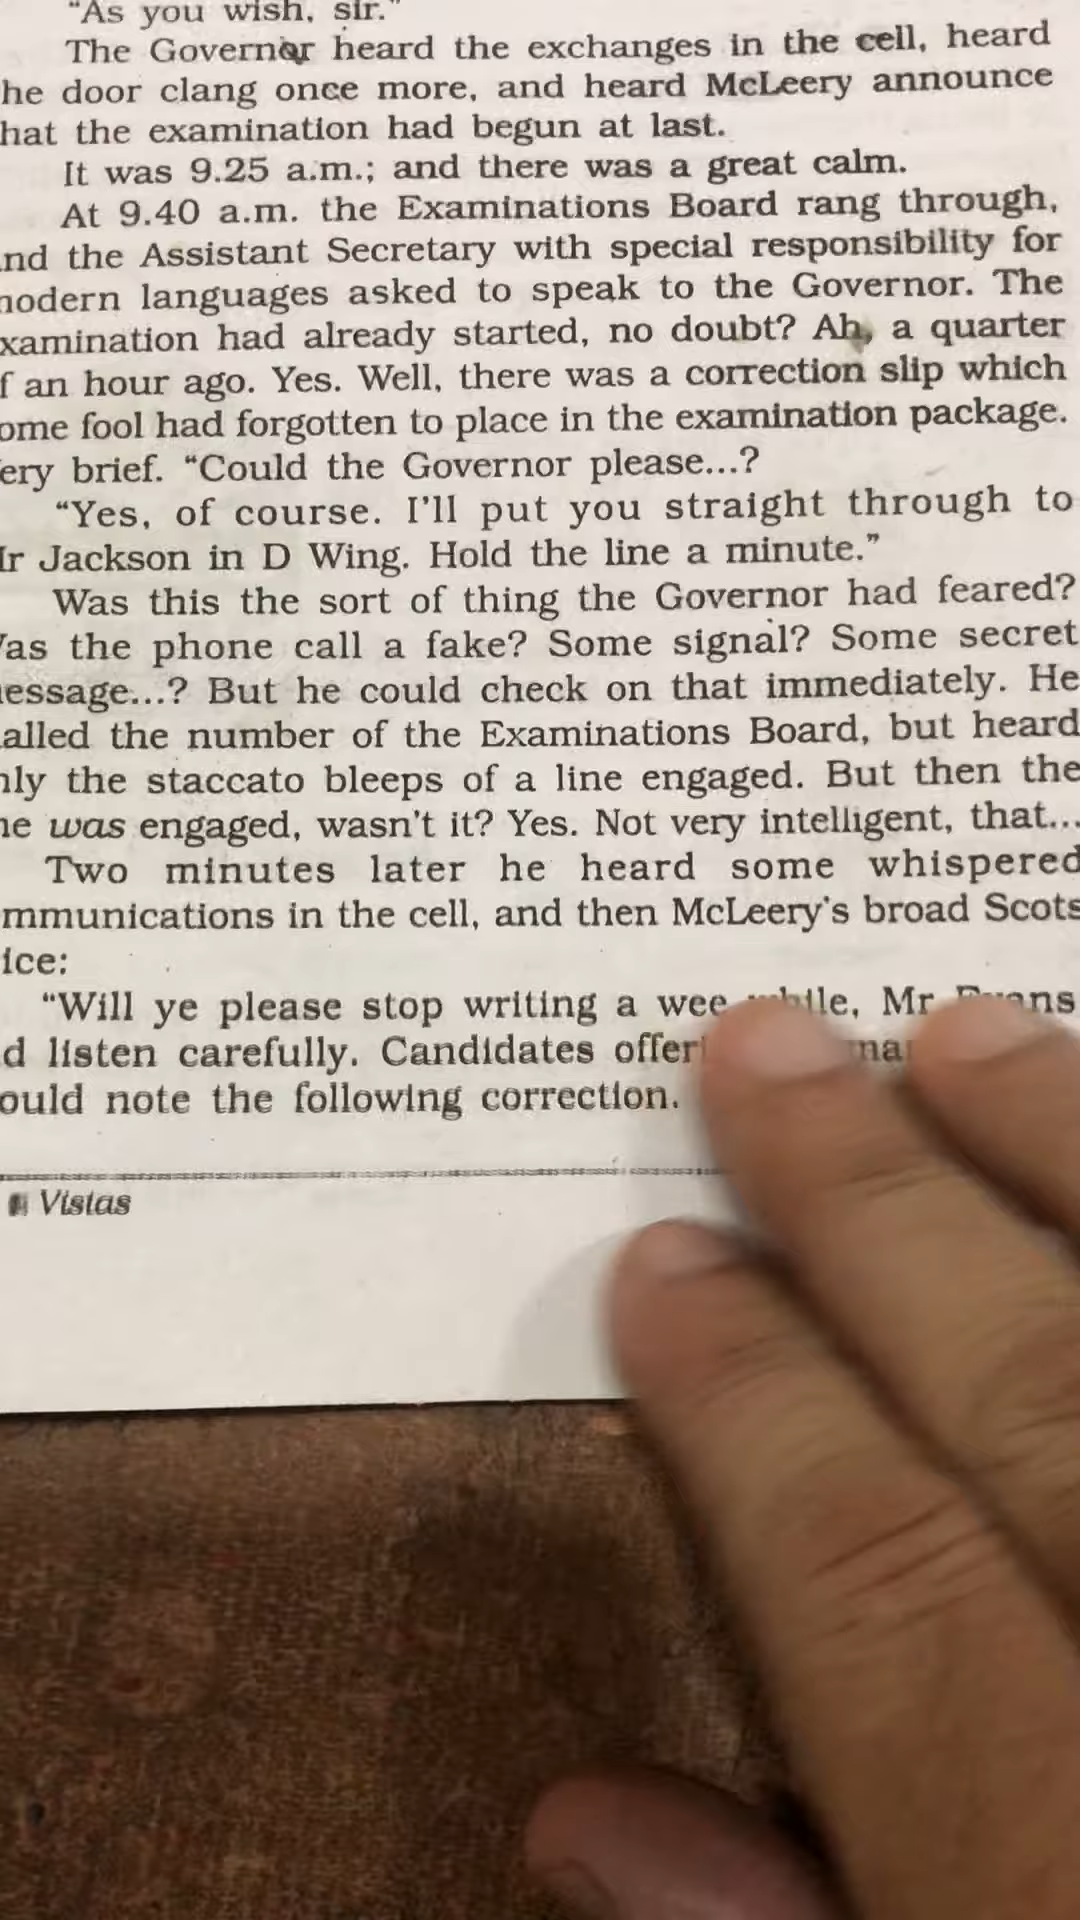 "As you wish, sir."
The Governor heard the exchanges in the cell, heard
he door clang once more, and heard McLeery announce
hat the examination had begun at last.
It was 9.25 a.m.; and there was a great calm.
At 9.40 a.m. the Examinations Board rang through,
nd the Assistant Secretary with special responsibility for
nodern languages asked to speak to the Governor. The
xamination had already started, no doubt? Ah, a quarter
f an hour ago. Yes. Well, there was a correction slip which
ome fool had forgotten to place in the examination package.
ery brief. "Could the Governor please...?
"Yes, of course. I'll put you straight through to
Mr Jackson in D Wing. Hold the line a minute."
Was this the sort of thing the Governor had feared?
as the phone call a fake? Some signal? Some secret
essage...? But he could check on that immediately. He
alled the number of the Examinations Board, but heard
nly the staccato bleeps of a line engaged. But then the
ne was engaged, wasn't it? Yes. Not very intelligent, that...
Two minutes later he heard some whispered
mmunications in the cell, and then McLeery's broad Scots
ice:
"Will ye please stop writing a wee while, Mr Evans
d listen carefully. Candidates offeri
ould note the following correction.
Vistas